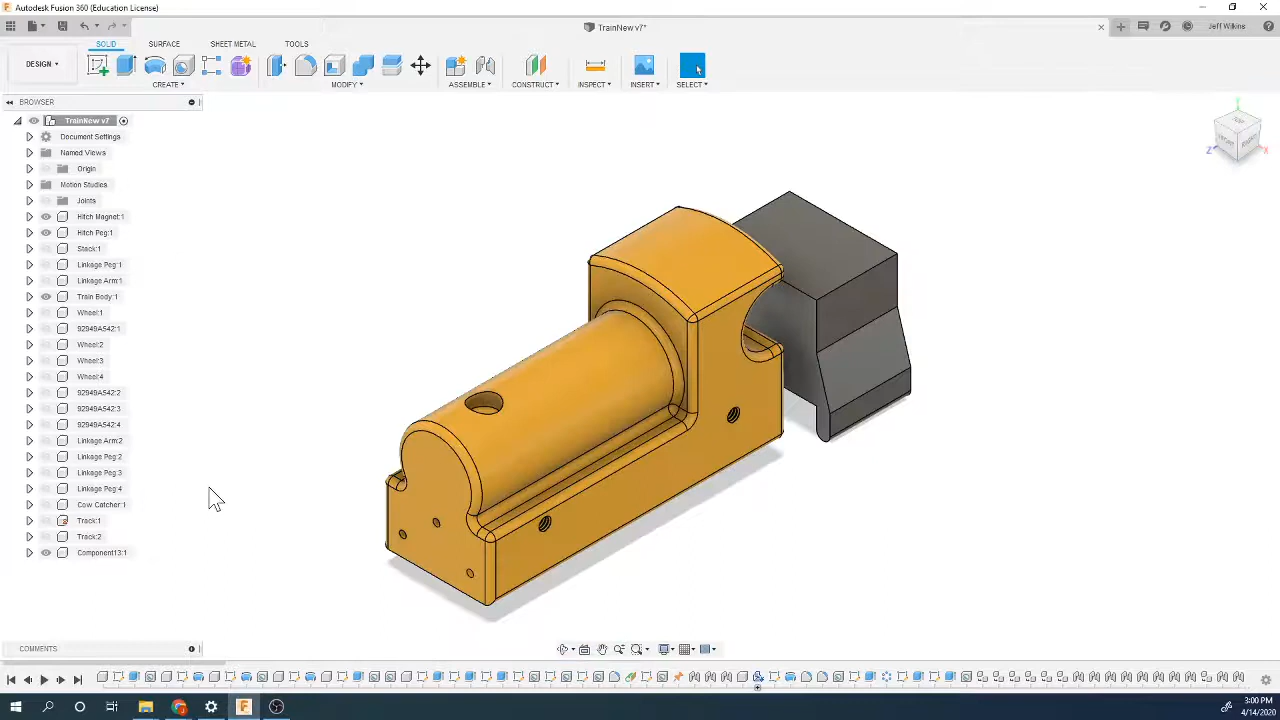 Autodesk Fusion 360 (Education License)
TrainNew v7*
Jeff Wilkins
SOLID SURFACE SHEET METAL TOOLS
DESIGN
CREATE MODIFY ASSEMBLE CONSTRUCT INSPECT INSERT SELECT
BROWSER
TrainNew v7
Document Settings
Named Views
Origin
Motion Studies
Joints
Hitch Magnet:1
Hitch Peg:1
Stack:1
Linkage Peg:1
Linkage Arm:1
Train Body:1
Wheel:1
92949A542:1
Wheel:2
Wheel:3
Wheel:4
92949A542:2
92949A542:3
92949A542:4
Linkage Arm:2
Linkage Peg:2
Linkage Peg:3
Linkage Peg:4
Cow Catcher:1
Track:1
Track:2
Component13:1
TOP
FRONT
RIGHT
Z
X
Y
COMMENTS
3:00 PM
4/14/2020